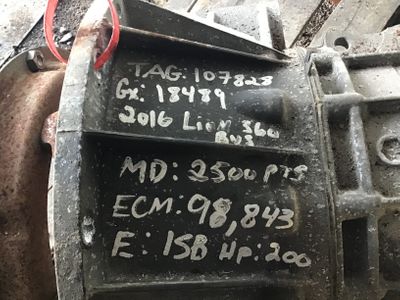 TAG: 107828
Gx: 18489
2016 Lion 360
Bus
MD: 2500 PTS
ECM: 98,843
E: ISB Hp: 200